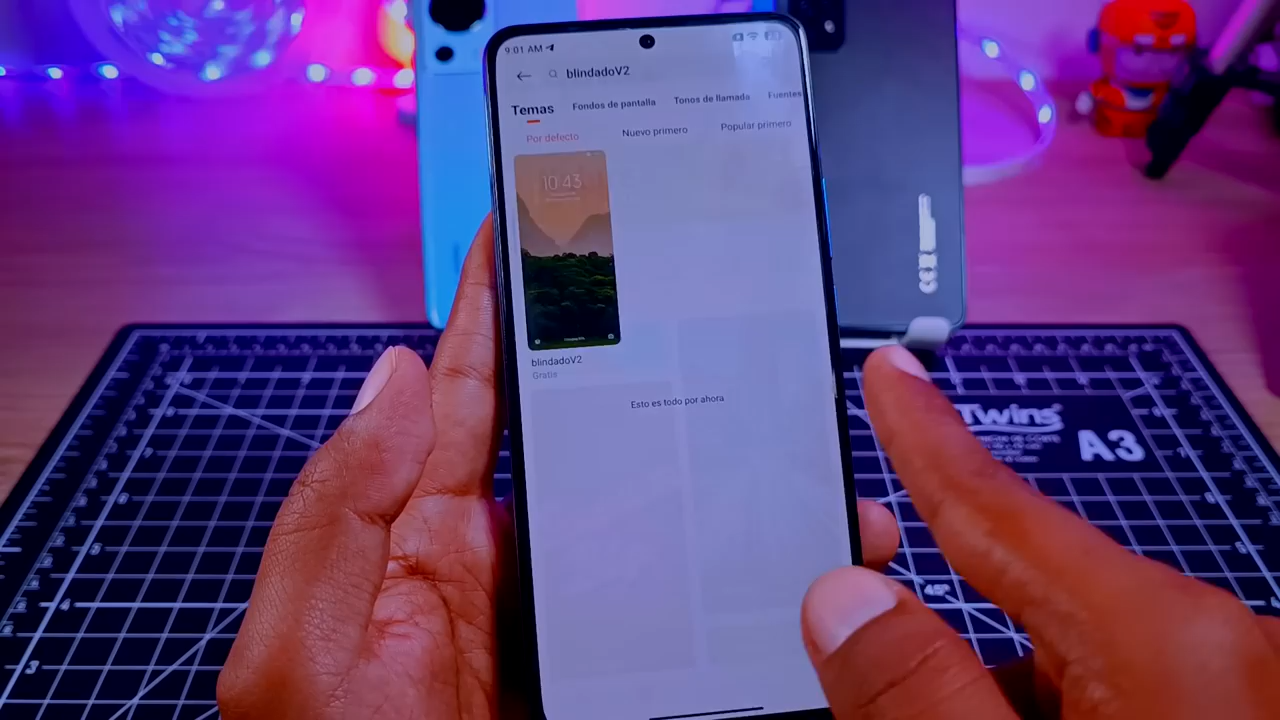 9:01 AM
blindadoV2
Temas Fondos de pantalla Tonos de llamada Fuentes
Por defecto Nuevo primero Popular primero
10 43
blindadoV2
Gratis
Esto es todo por ahora
Twins
A3
45°